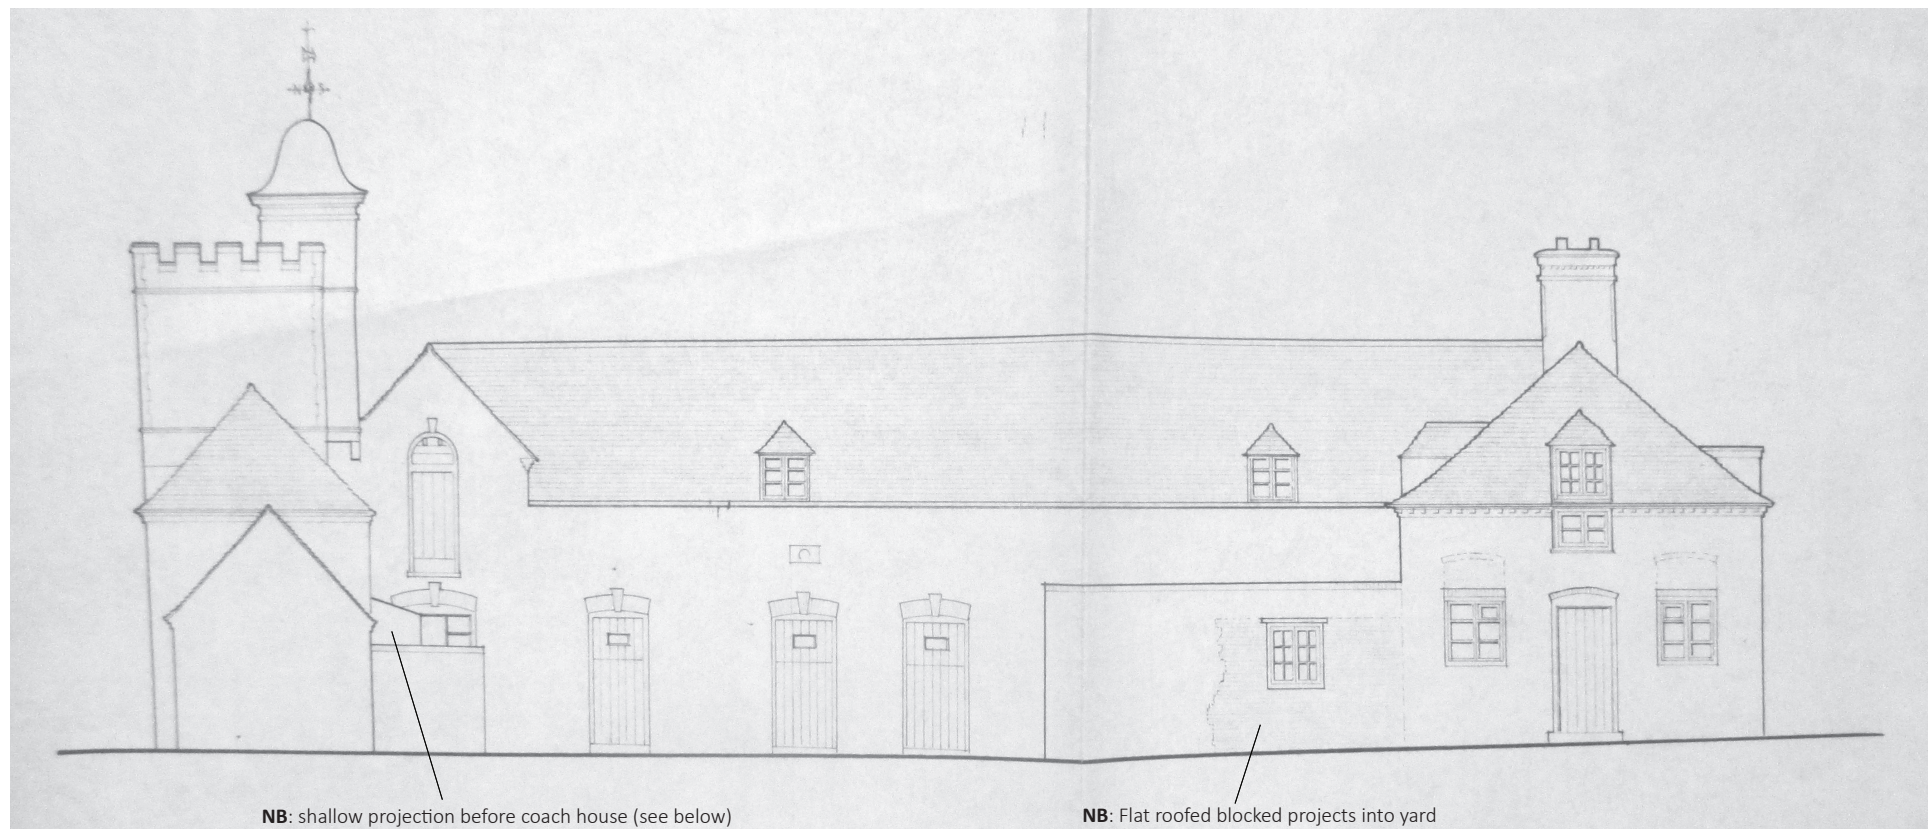 NB: shallow projection before coach house (see below)
NB: Flat roofed blocked projects into yard